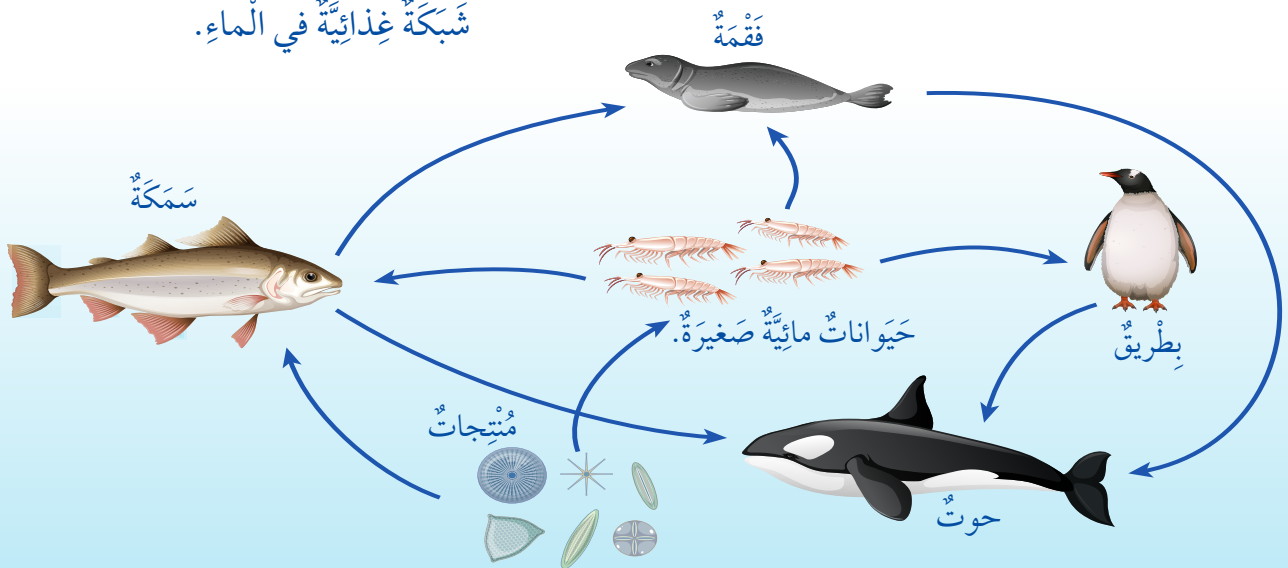 شَبَكَةٌ غِذائِيَّةٌ في الْماءِ.
فَقْمَةٌ
سَمَكَةٌ
حَيَواناتٌ مائِيَّةٌ صَغيرَةٌ.
بِطْريقٌ
مُنْتِجاتٌ
حوتٌ